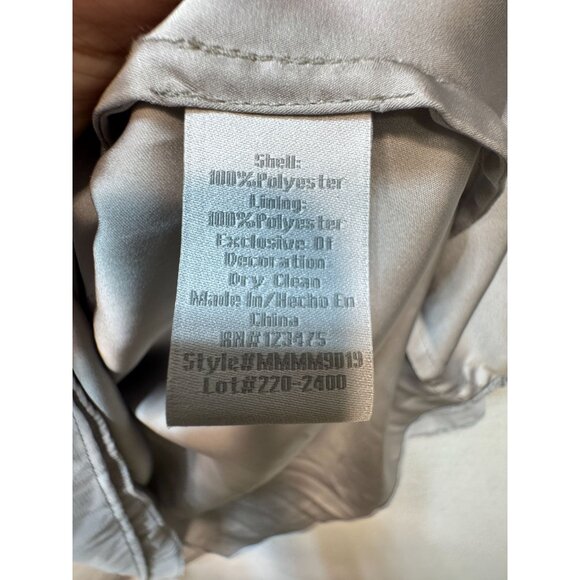 Shell:
100%Polyester
Lining:
100%Polyester
Exclusive Of
Decoration
Dry Clean
Made In/Hecho En
China
RN#123475
Style#MMMM9019
Lot#220-2400